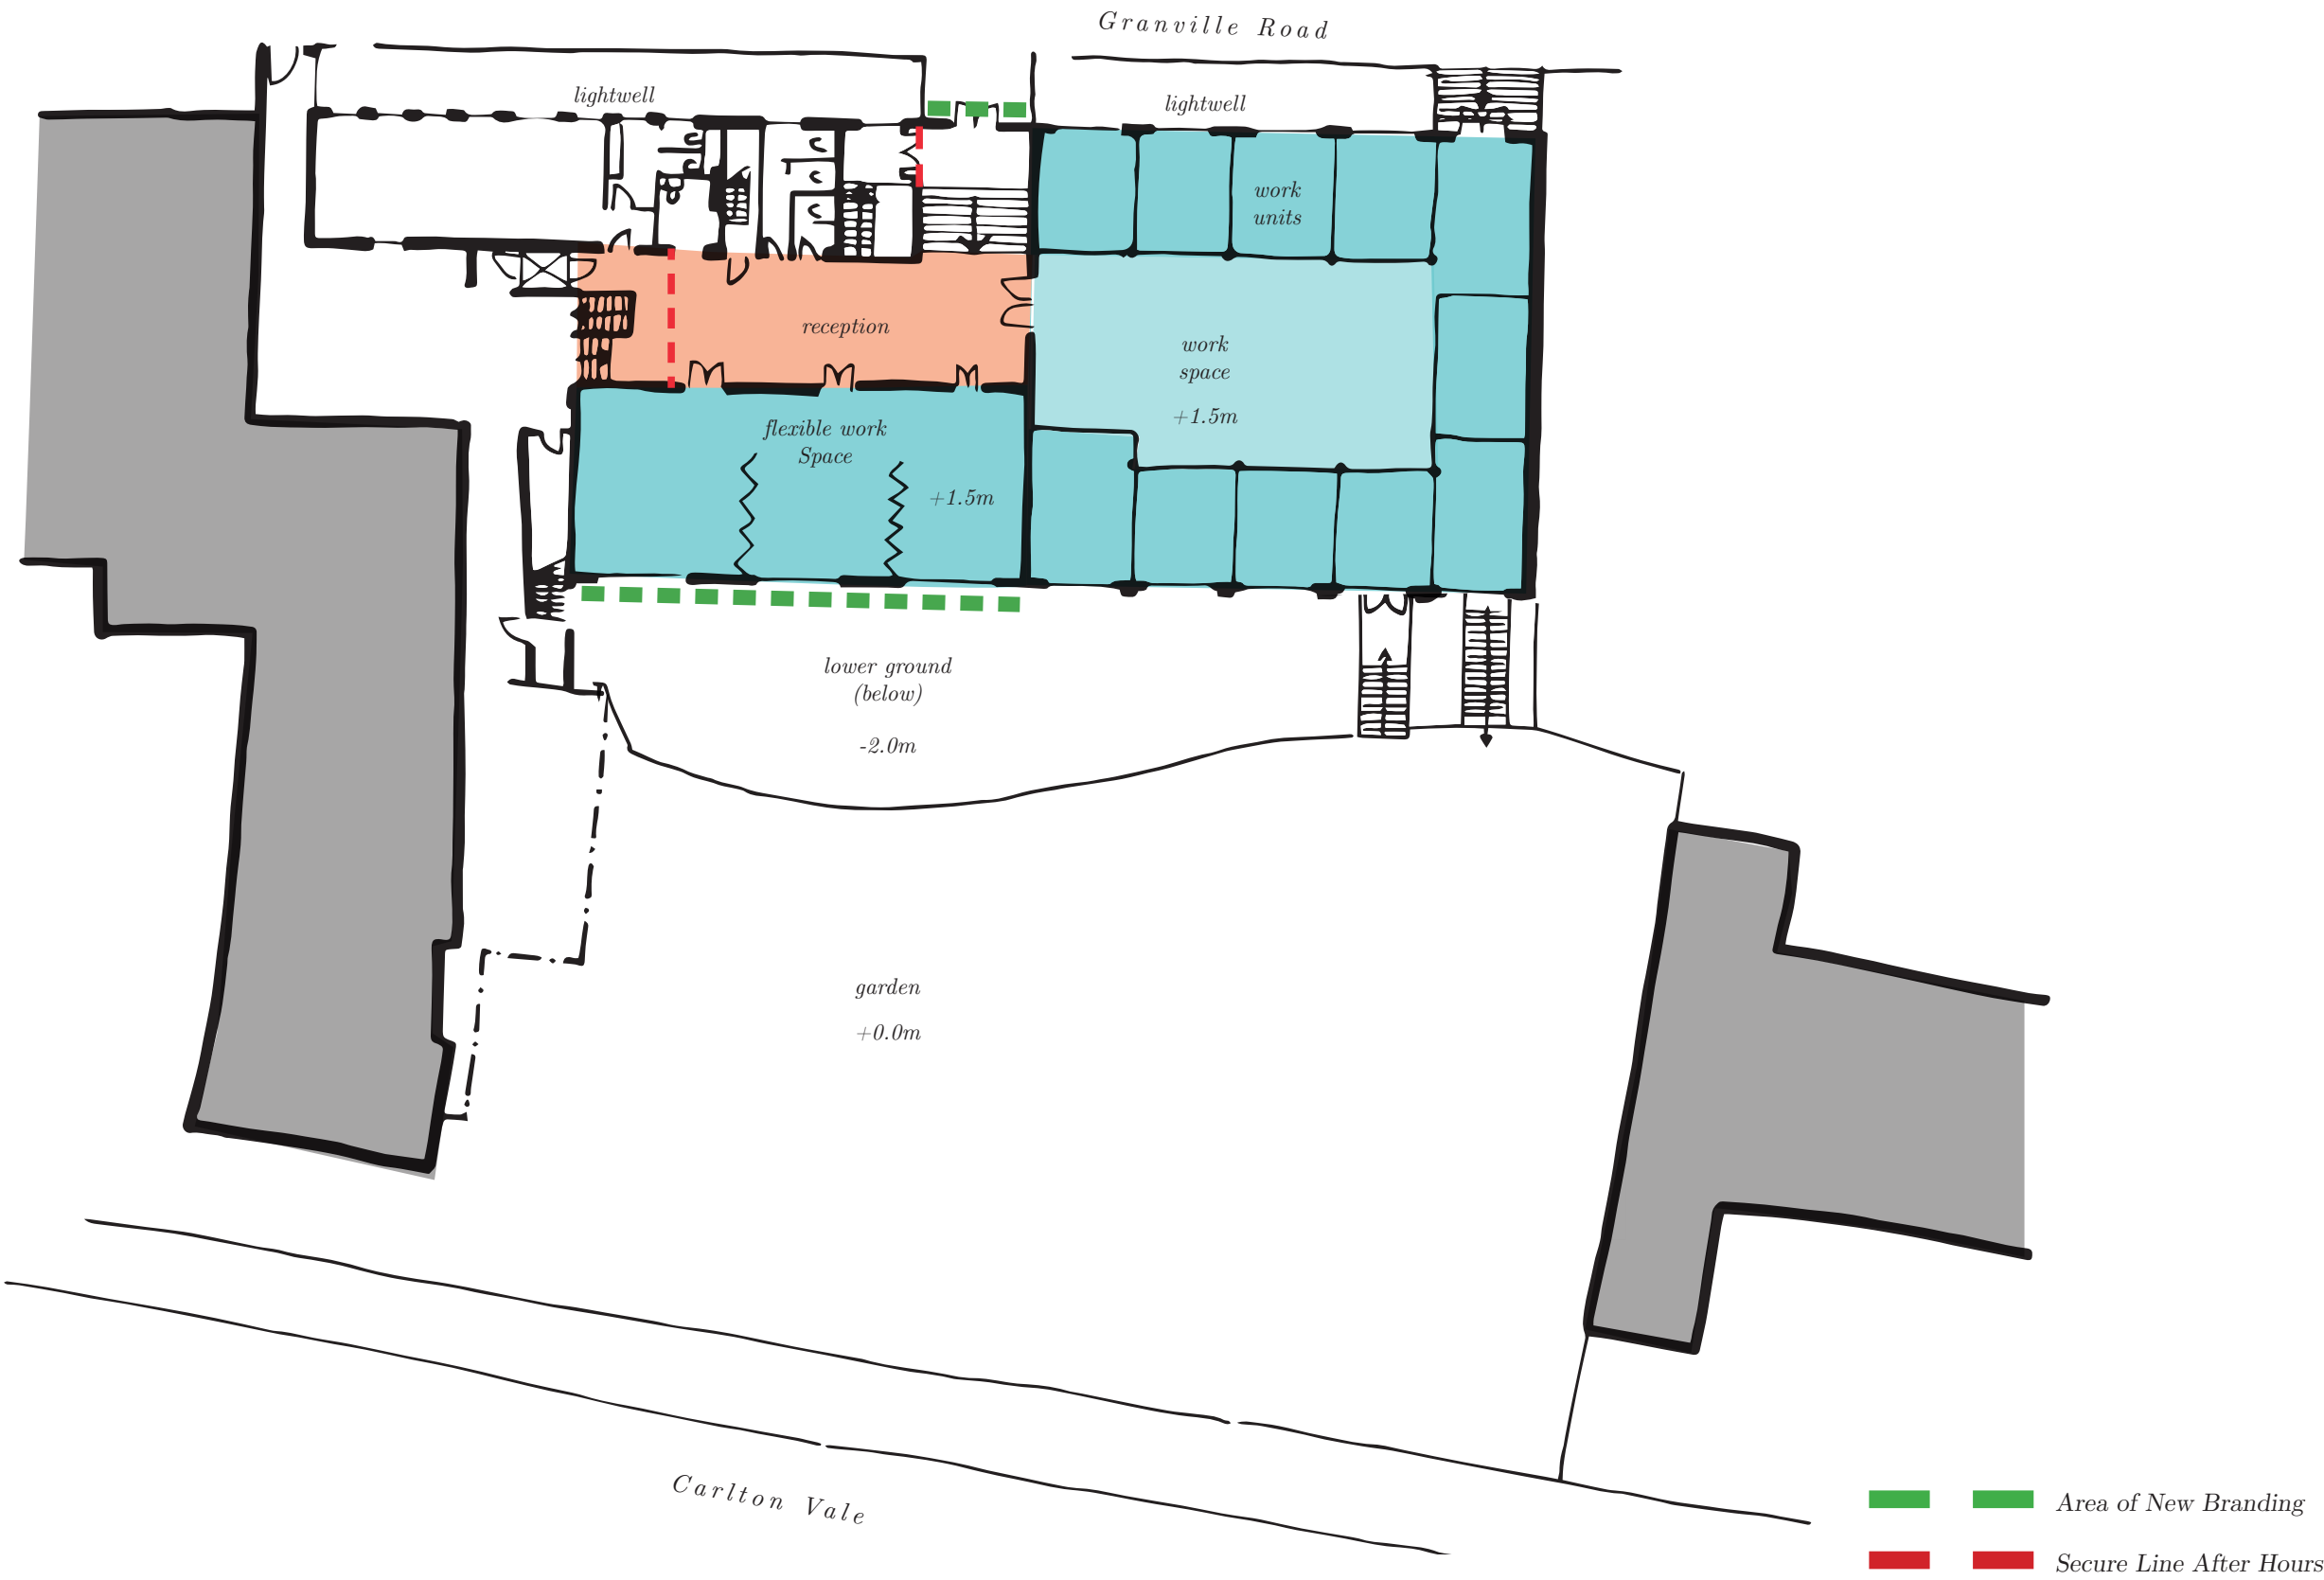 Granville Road
lightwell
lightwell
work
units
reception
work
space
+1.5m
flexible work
Space
+1.5m
lower ground
(below)
-2.0m
garden
+0.0m
Carlton Vale
Area of New Branding
Secure Line After Hours